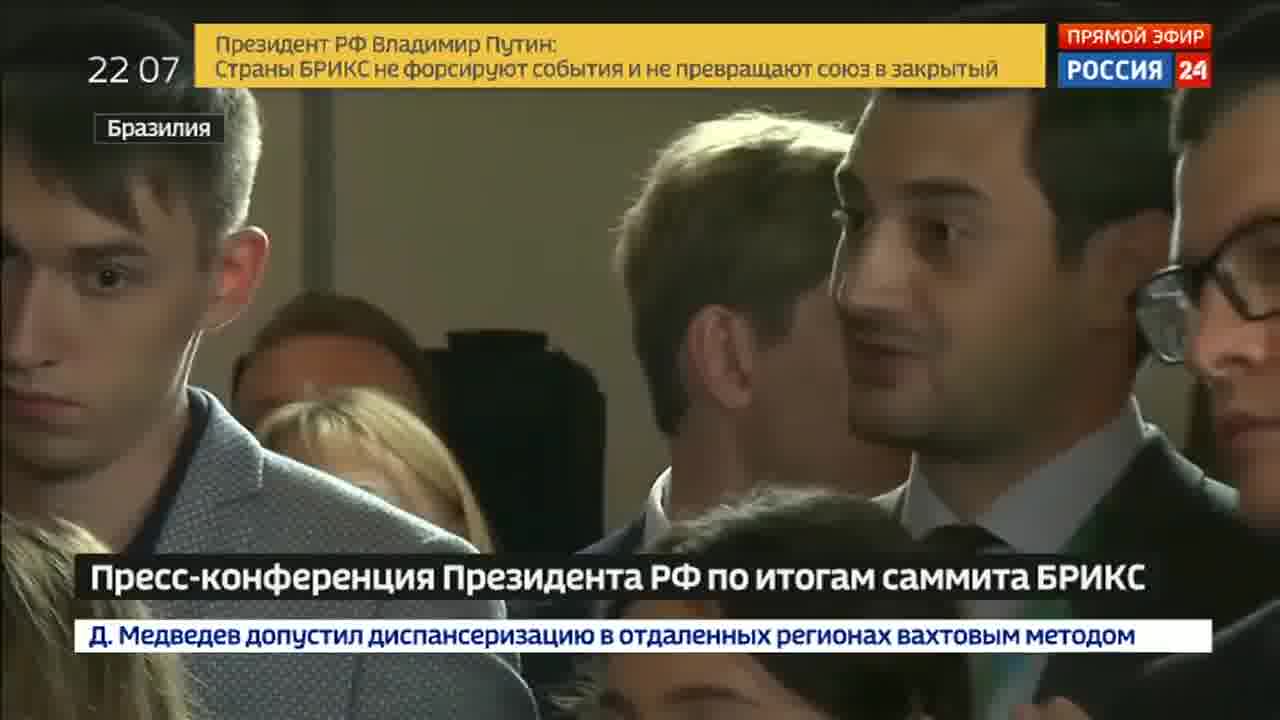 22 07
Президент РФ Владимир Путин:
Страны БРИКС не форсируют события и не превращают союз в закрытый
ПРЯМОЙ ЭФИР
РОССИЯ 24
Бразилия
Пресс-конференция Президента РФ по итогам саммита БРИКС
Д. Медведев допустил диспансеризацию в отдаленных регионах вахтовым методом